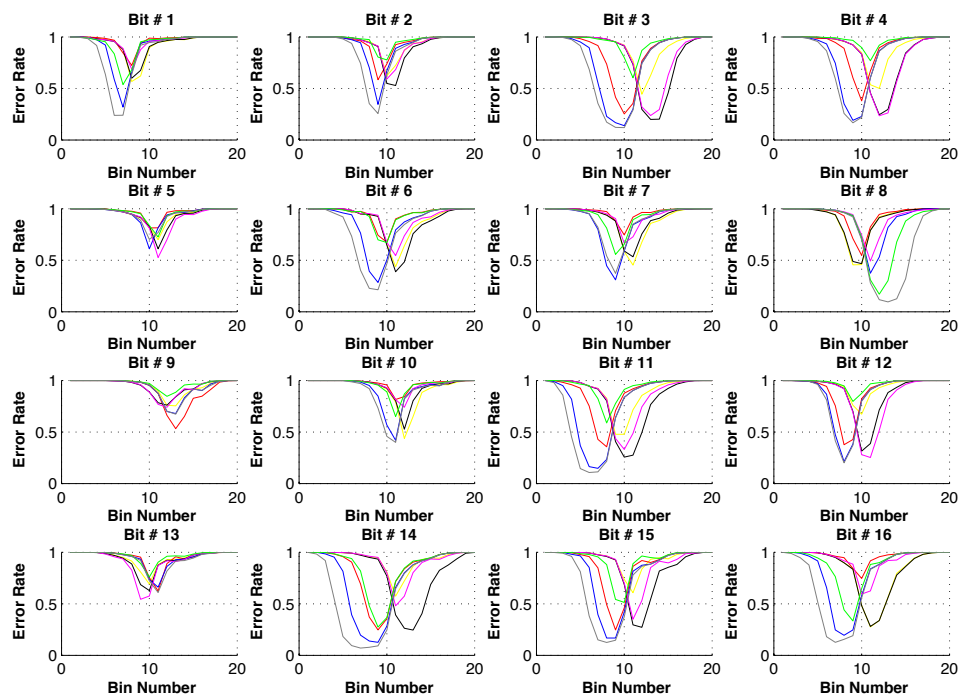 Bit # 1
Bit # 2
Bit # 3
Bit # 4
1
0.5
0
Error Rate
0
10
20
Bin Number
1
0.5
0
Error Rate
0
10
20
Bin Number
1
0.5
0
Error Rate
0
10
20
Bin Number
1
0.5
0
Error Rate
0
10
20
Bin Number
Bit # 5
Bit # 6
Bit # 7
Bit # 8
1
0.5
0
Error Rate
0
10
20
Bin Number
1
0.5
0
Error Rate
0
10
20
Bin Number
1
0.5
0
Error Rate
0
10
20
Bin Number
1
0.5
0
Error Rate
0
10
20
Bin Number
Bit # 9
Bit # 10
Bit # 11
Bit # 12
1
0.5
0
Error Rate
0
10
20
Bin Number
1
0.5
0
Error Rate
0
10
20
Bin Number
1
0.5
0
Error Rate
0
10
20
Bin Number
1
0.5
0
Error Rate
0
10
20
Bin Number
Bit # 13
Bit # 14
Bit # 15
Bit # 16
1
0.5
0
Error Rate
0
10
20
Bin Number
1
0.5
0
Error Rate
0
10
20
Bin Number
1
0.5
0
Error Rate
0
10
20
Bin Number
1
0.5
0
Error Rate
0
10
20
Bin Number